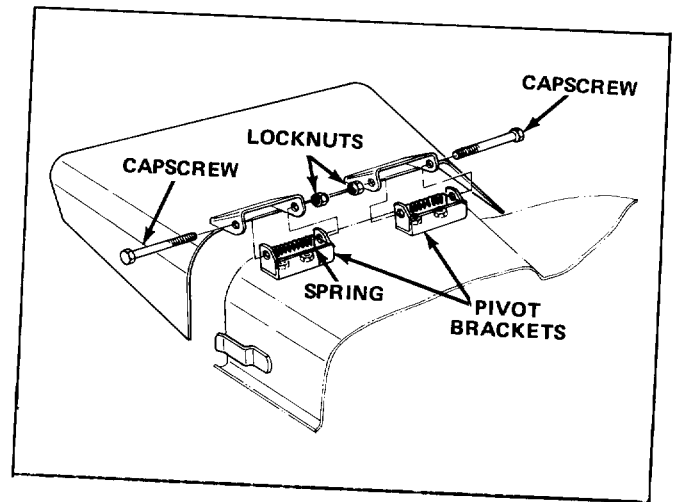 CAPSCREW
LOCKNUTS
CAPSCREW
SPRING
PIVOT
BRACKETS